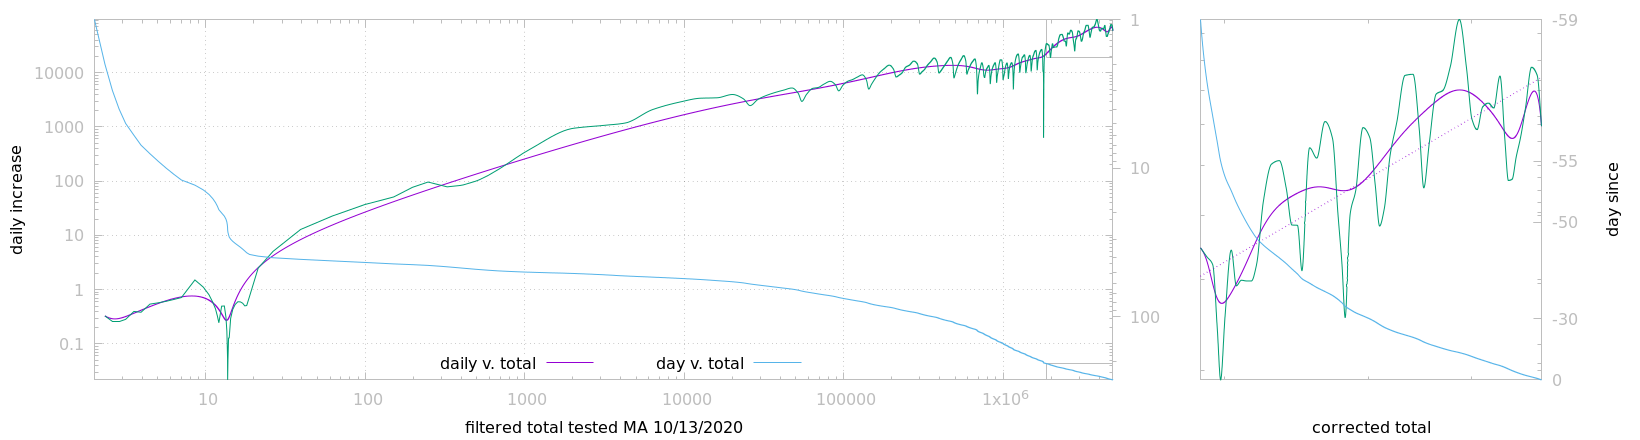 daily increase
10000
1000
100
10
1
0.1
10
100
1000
10000
100000
1x10^6
filtered total tested MA 10/13/2020
daily v. total
day v. total
1
10
100
-59
-55
-50
-30
0
day since
corrected total